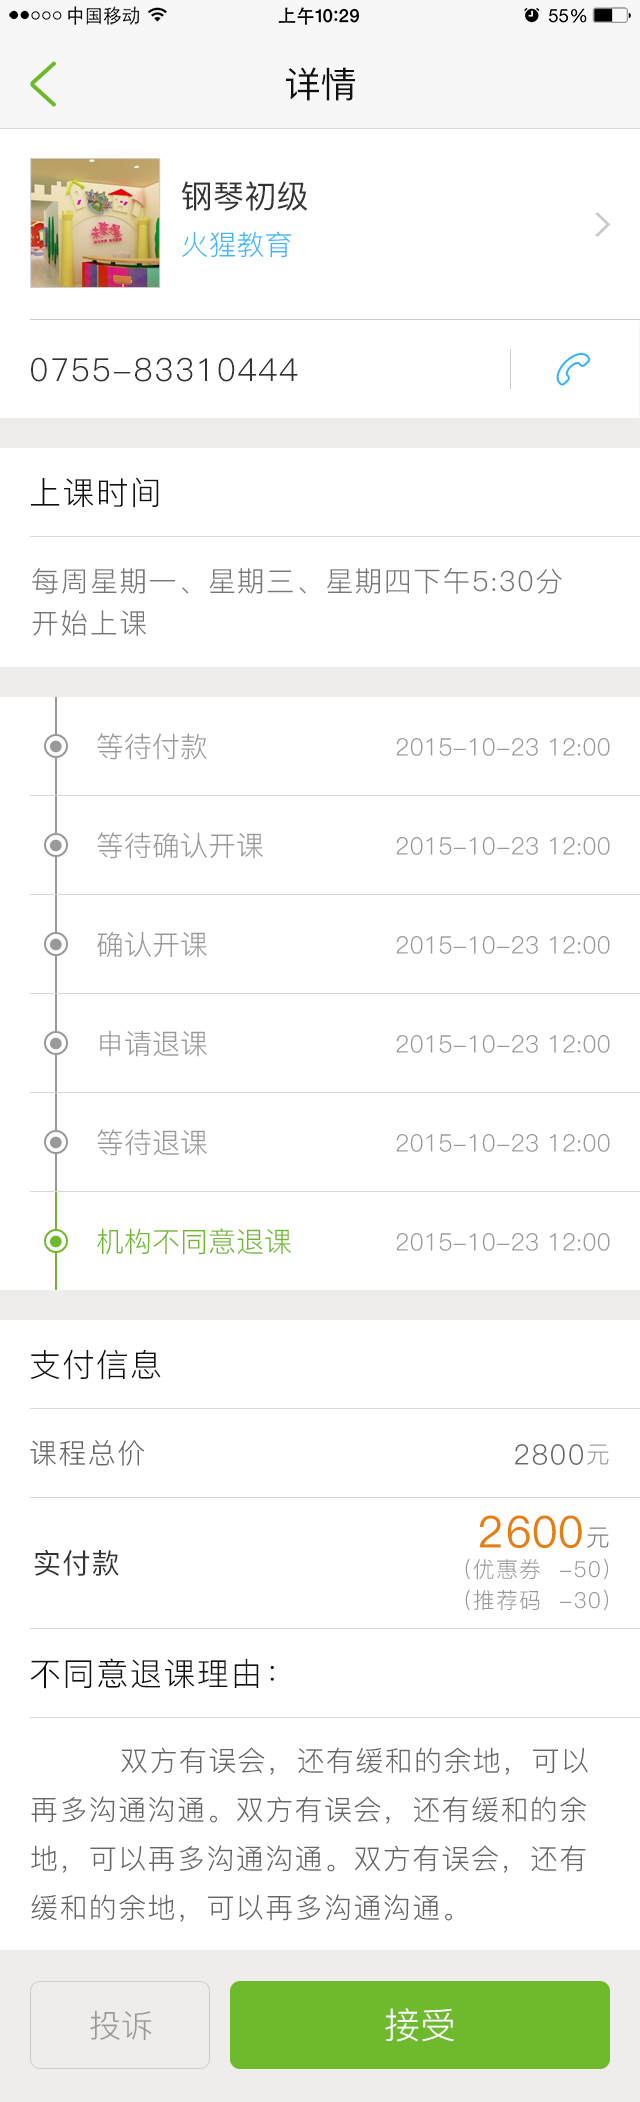 中国移动 上午10:29 55%
详情
钢琴初级
火猩教育
0755-83310444
上课时间
每周星期一、星期三、星期四下午5:30分
开始上课
等待付款 2015-10-23 12:00
等待确认开课 2015-10-23 12:00
确认开课 2015-10-23 12:00
申请退课 2015-10-23 12:00
等待退课 2015-10-23 12:00
机构不同意退课 2015-10-23 12:00
支付信息
课程总价 2800元
实付款 2600元
(优惠券 -50)
(推荐码 -30)
不同意退课理由：
双方有误会，还有缓和的余地，可以
再多沟通沟通。双方有误会，还有缓和的余
地，可以再多沟通沟通。双方有误会，还有
缓和的余地，可以再多沟通沟通。
投诉 接受